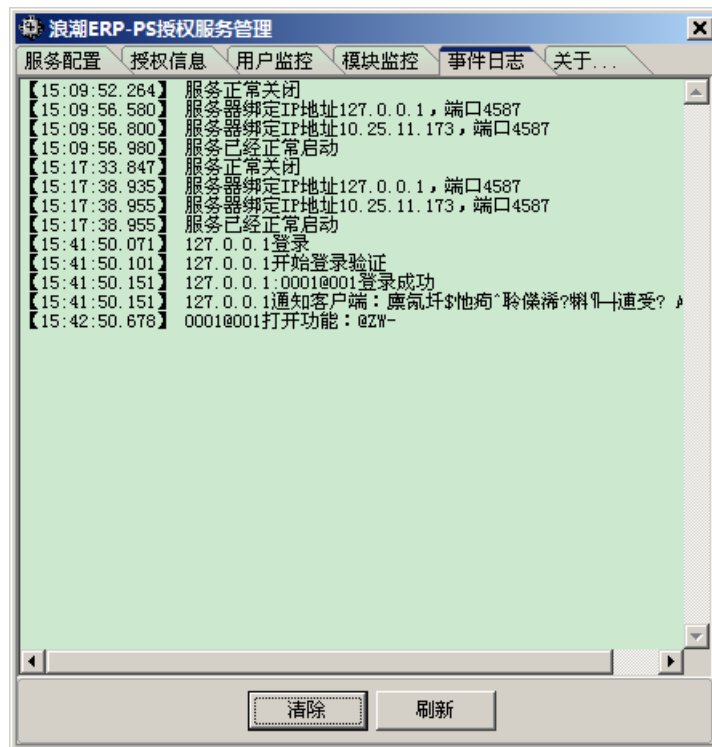 浪潮ERP-PS授权服务管理
服务配置 授权信息 用户监控 模块监控 事件日志 关于...
【15:09:52.264】 服务正常关闭
【15:09:56.580】 服务器绑定IP地址127.0.0.1，端口4587
【15:09:56.800】 服务器绑定IP地址10.25.11.173，端口4587
【15:09:56.980】 服务已经正常启动
【15:17:33.847】 服务正常关闭
【15:17:38.935】 服务器绑定IP地址127.0.0.1，端口4587
【15:17:38.955】 服务器绑定IP地址10.25.11.173，端口4587
【15:17:38.955】 服务已经正常启动
【15:41:50.071】 127.0.0.1登录
【15:41:50.101】 127.0.0.1开始登录验证
【15:41:50.151】 127.0.0.1:0001@001登录成功
【15:41:50.151】 127.0.0.1通知客户端：
【15:42:50.678】 0001@001打开功能：@ZW-
清除 刷新